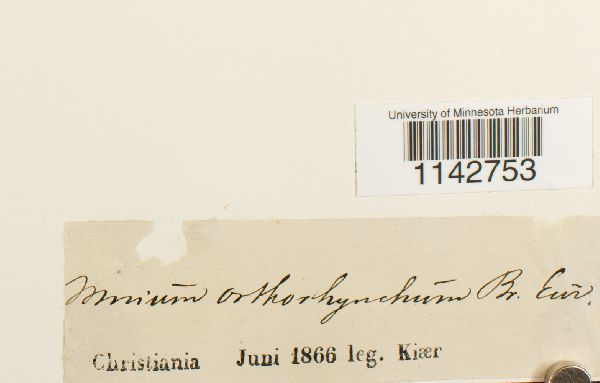 University of Minnesota Herbarium
1142753
Mnium orthorhynchum Br. Eur.
Christiania Juni 1866 leg. Kiær